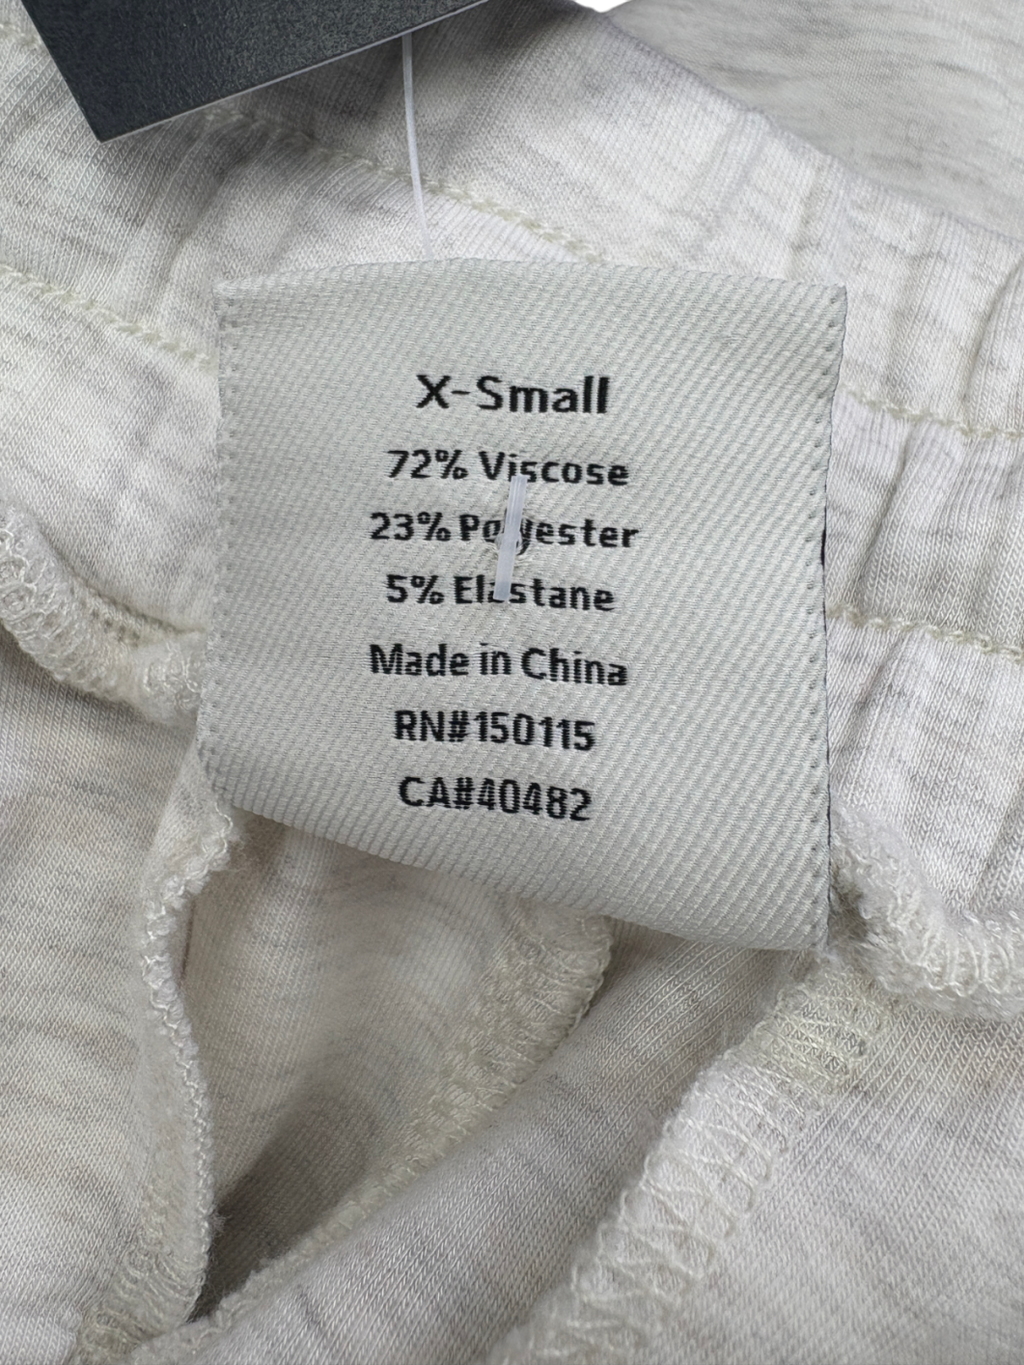 X-Small
72% Viscose
23% Polyester
5% Elastane
Made in China
RN#150115
CA#40482